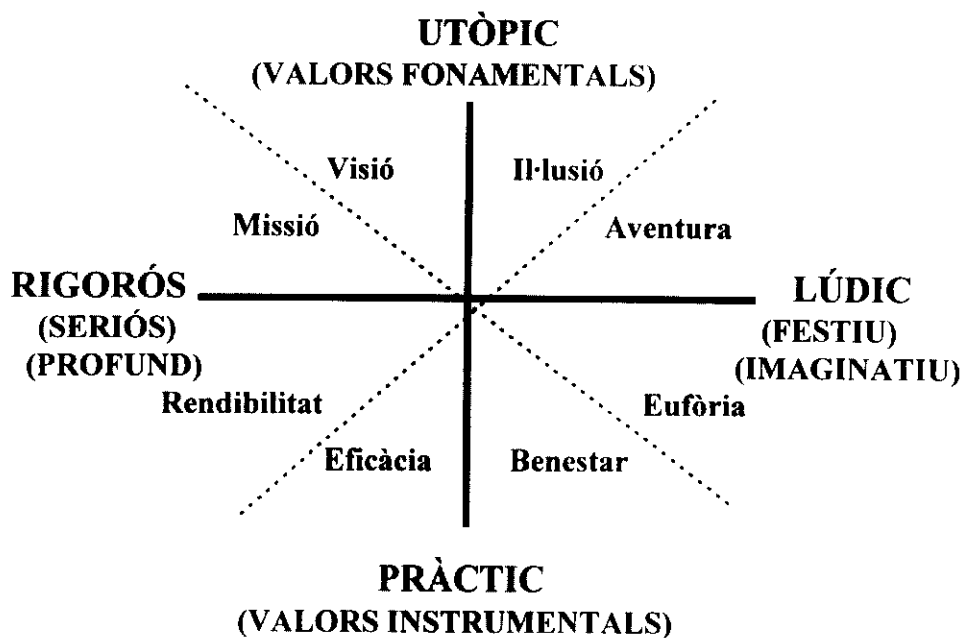 UTÒPIC
(VALORS FONAMENTALS)
Visió
Il·lusió
Missió
Aventura
RIGORÓS
LÚDIC
(SERIÓS)
(FESTIU)
(PROFUND)
(IMAGINATIU)
Rendibilitat
Eufòria
Eficàcia
Benestar
PRÀCTIC
(VALORS INSTRUMENTALS)